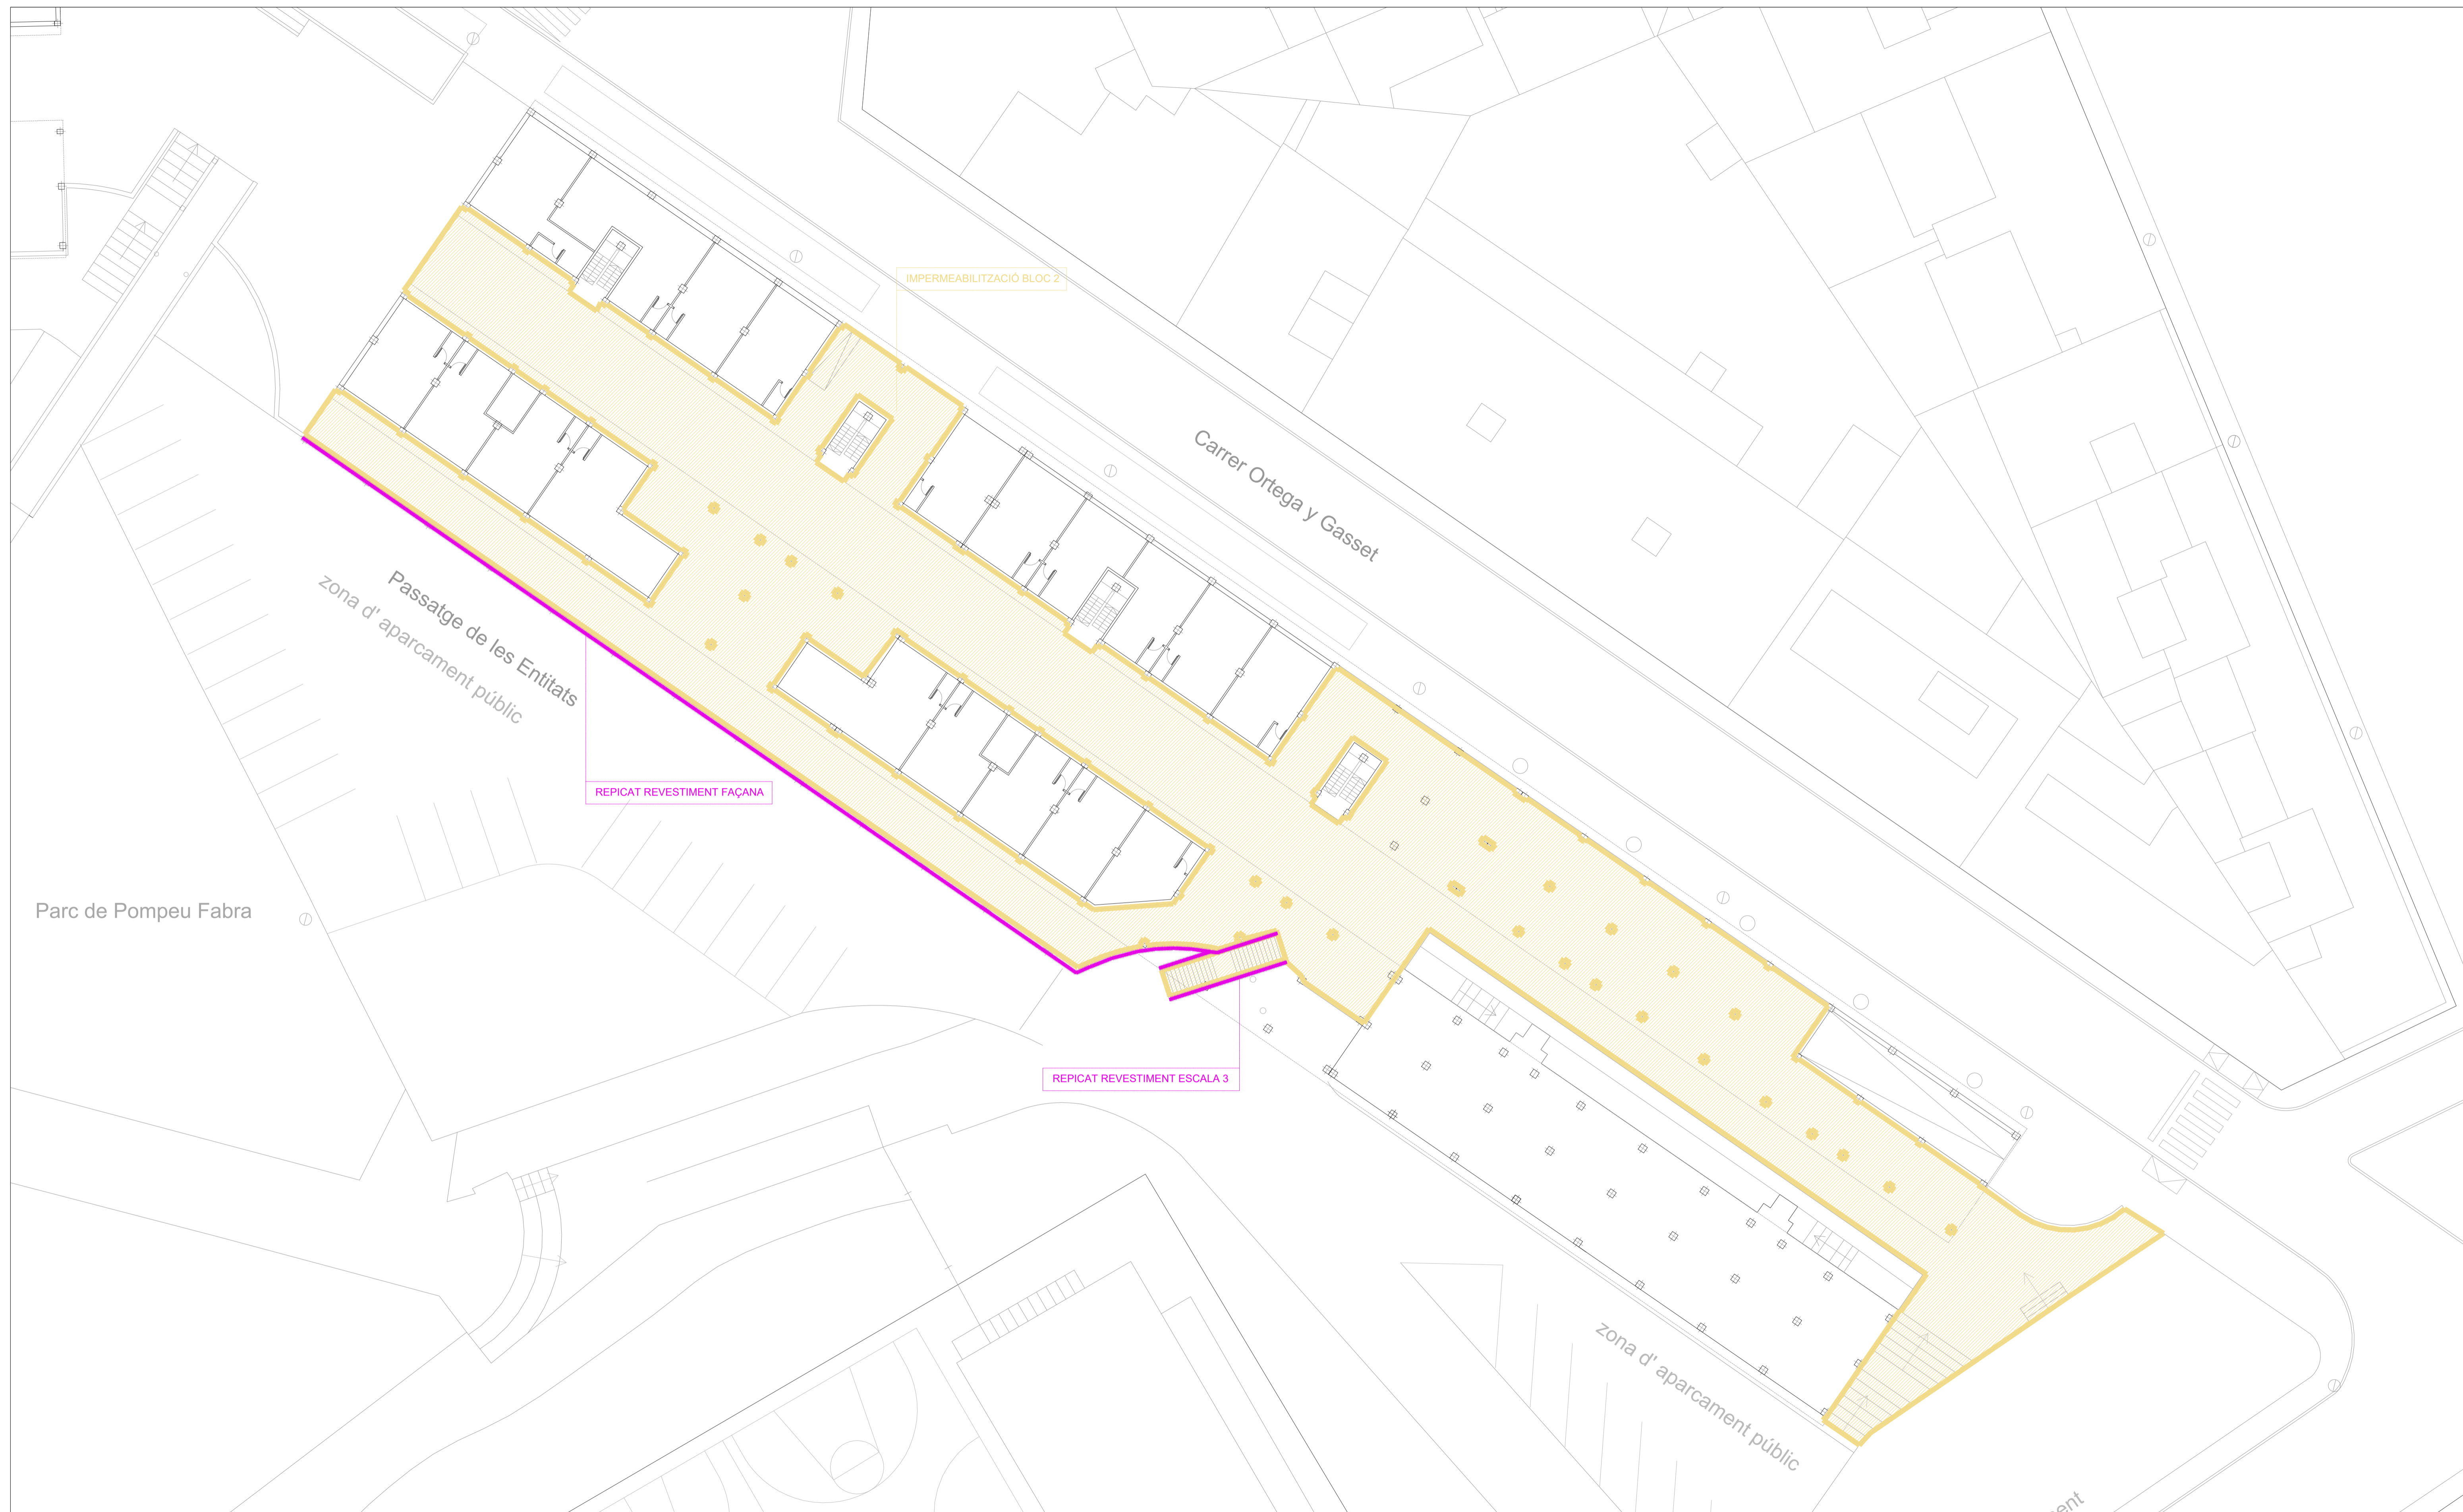 IMPERMEABILITZACIÓ BLOC 2
Carrer Ortega y Gasset
Passatge de les Entitats
zona d' aparcament públic
REPICAT REVESTIMENT FAÇANA
Parc de Pompeu Fabra
REPICAT REVESTIMENT ESCALA 3
zona d' aparcament públic